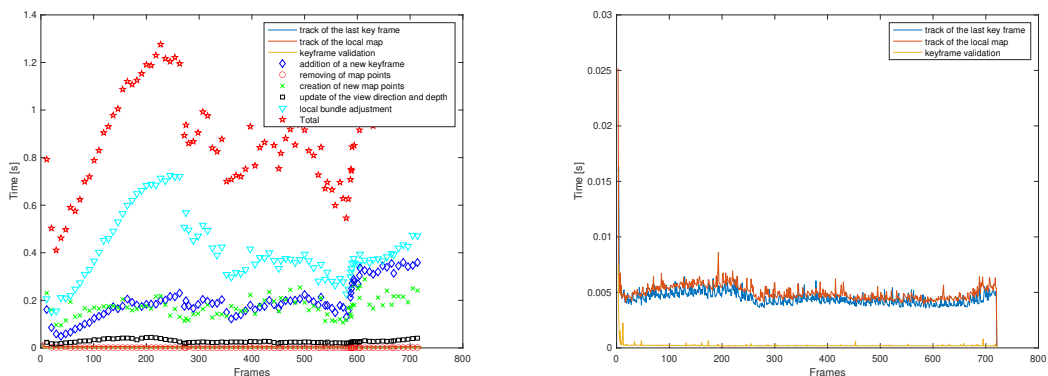 1.4
1.2
1
0.8
0.6
0.4
0.2
0
0 100 200 300 400 500 600 700 800
Time [s]
Frames
track of the last key frame
track of the local map
keyframe validation
addition of a new keyframe
removing of map points
creation of new map points
update of the view direction and depth
local bundle adjustment
Total
0.03
0.025
0.02
0.015
0.01
0.005
0
0 100 200 300 400 500 600 700 800
Time [s]
Frames
track of the last key frame
track of the local map
keyframe validation